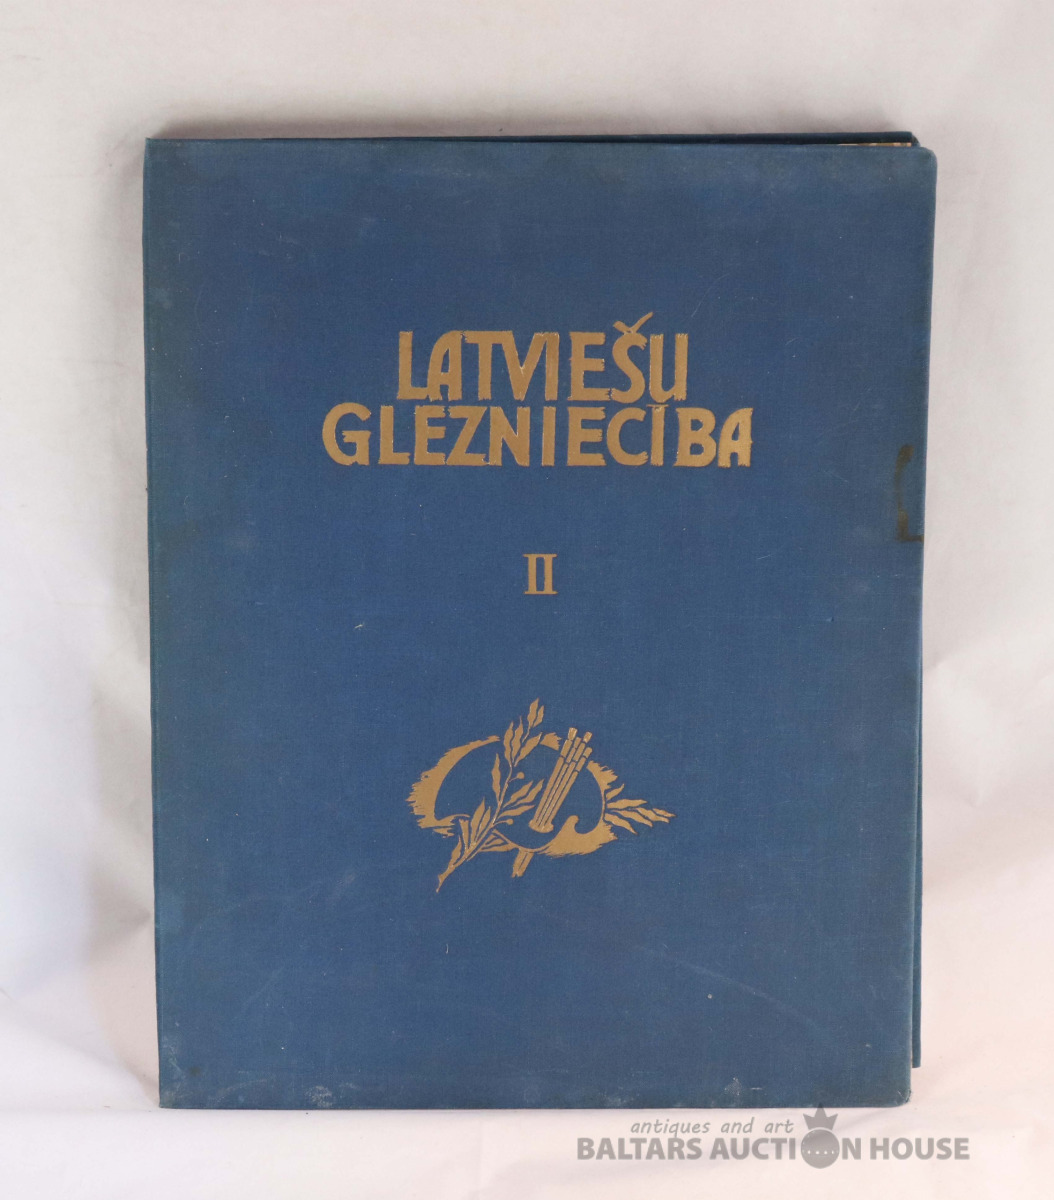 LATVIEŠU
GLEZNIECĪBA
II
antiques and art
BALTARS AUCTION HOUSE